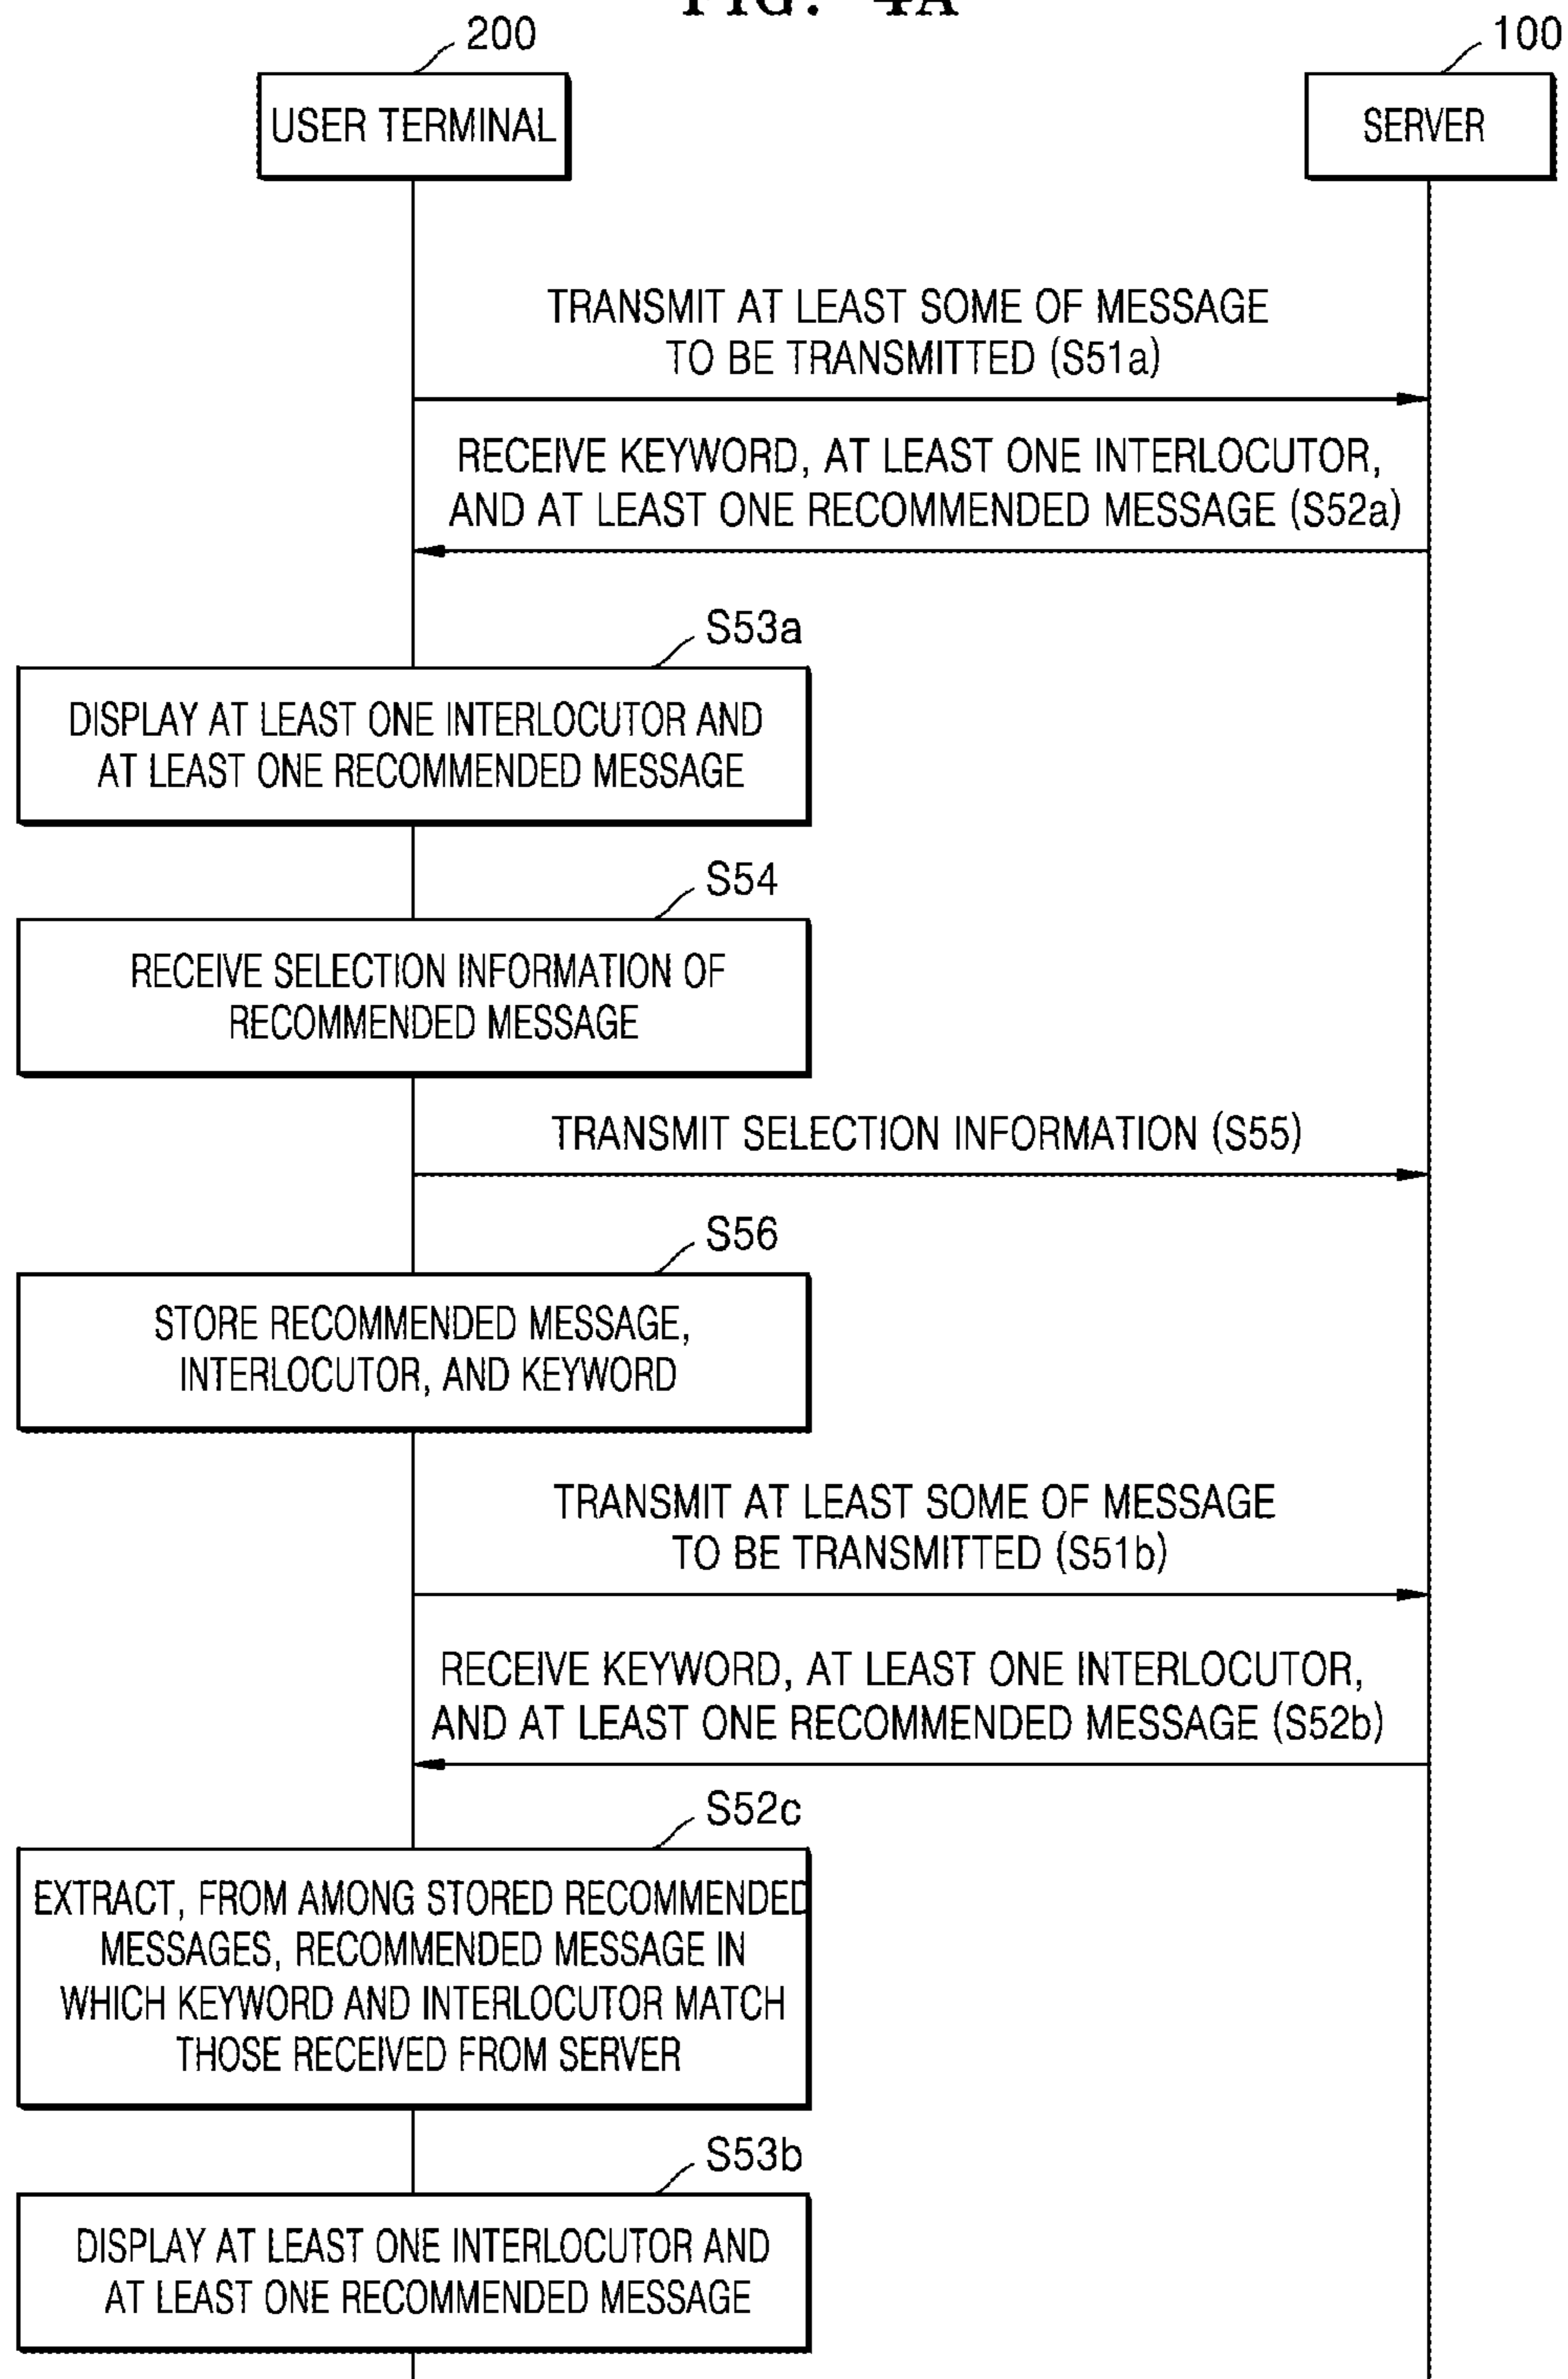 FIG. 4A
200
100
USER TERMINAL
SERVER
TRANSMIT AT LEAST SOME OF MESSAGE
TO BE TRANSMITTED (S51a)
RECEIVE KEYWORD, AT LEAST ONE INTERLOCUTOR,
AND AT LEAST ONE RECOMMENDED MESSAGE (S52a)
S53a
DISPLAY AT LEAST ONE INTERLOCUTOR AND
AT LEAST ONE RECOMMENDED MESSAGE
S54
RECEIVE SELECTION INFORMATION OF
RECOMMENDED MESSAGE
TRANSMIT SELECTION INFORMATION (S55)
S56
STORE RECOMMENDED MESSAGE,
INTERLOCUTOR, AND KEYWORD
TRANSMIT AT LEAST SOME OF MESSAGE
TO BE TRANSMITTED (S51b)
RECEIVE KEYWORD, AT LEAST ONE INTERLOCUTOR,
AND AT LEAST ONE RECOMMENDED MESSAGE (S52b)
S52c
EXTRACT, FROM AMONG STORED RECOMMENDED
MESSAGES, RECOMMENDED MESSAGE IN
WHICH KEYWORD AND INTERLOCUTOR MATCH
THOSE RECEIVED FROM SERVER
S53b
DISPLAY AT LEAST ONE INTERLOCUTOR AND
AT LEAST ONE RECOMMENDED MESSAGE